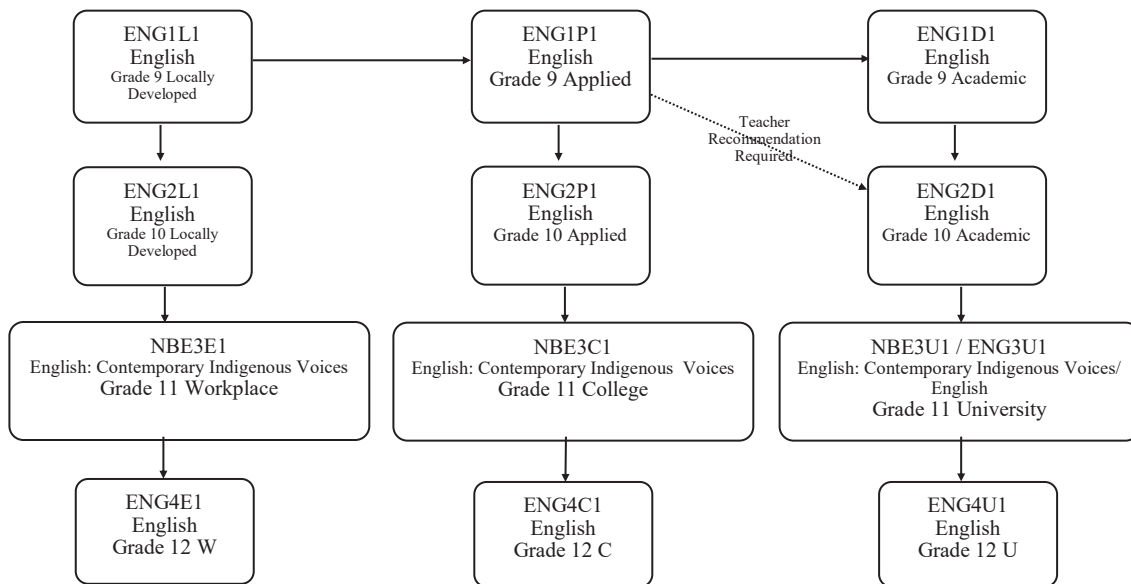 ENG1L1
English
Grade 9 Locally
Developed
ENG1P1
English
Grade 9 Applied
ENG1D1
English
Grade 9 Academic
Teacher
Recommendation
Required
ENG2L1
English
Grade 10 Locally
Developed
ENG2P1
English
Grade 10 Applied
ENG2D1
English
Grade 10 Academic
NBE3E1
English: Contemporary Indigenous Voices
Grade 11 Workplace
NBE3C1
English: Contemporary Indigenous Voices
Grade 11 College
NBE3U1 / ENG3U1
English: Contemporary Indigenous Voices/
English
Grade 11 University
ENG4E1
English
Grade 12 W
ENG4C1
English
Grade 12 C
ENG4U1
English
Grade 12 U